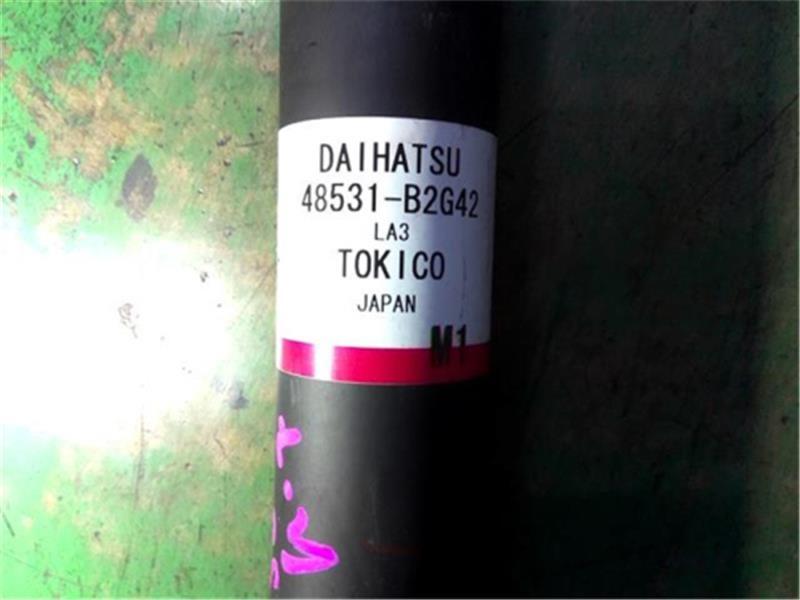 DAIHATSU
48531-B2G42
LA3
TOKICO
JAPAN
M1